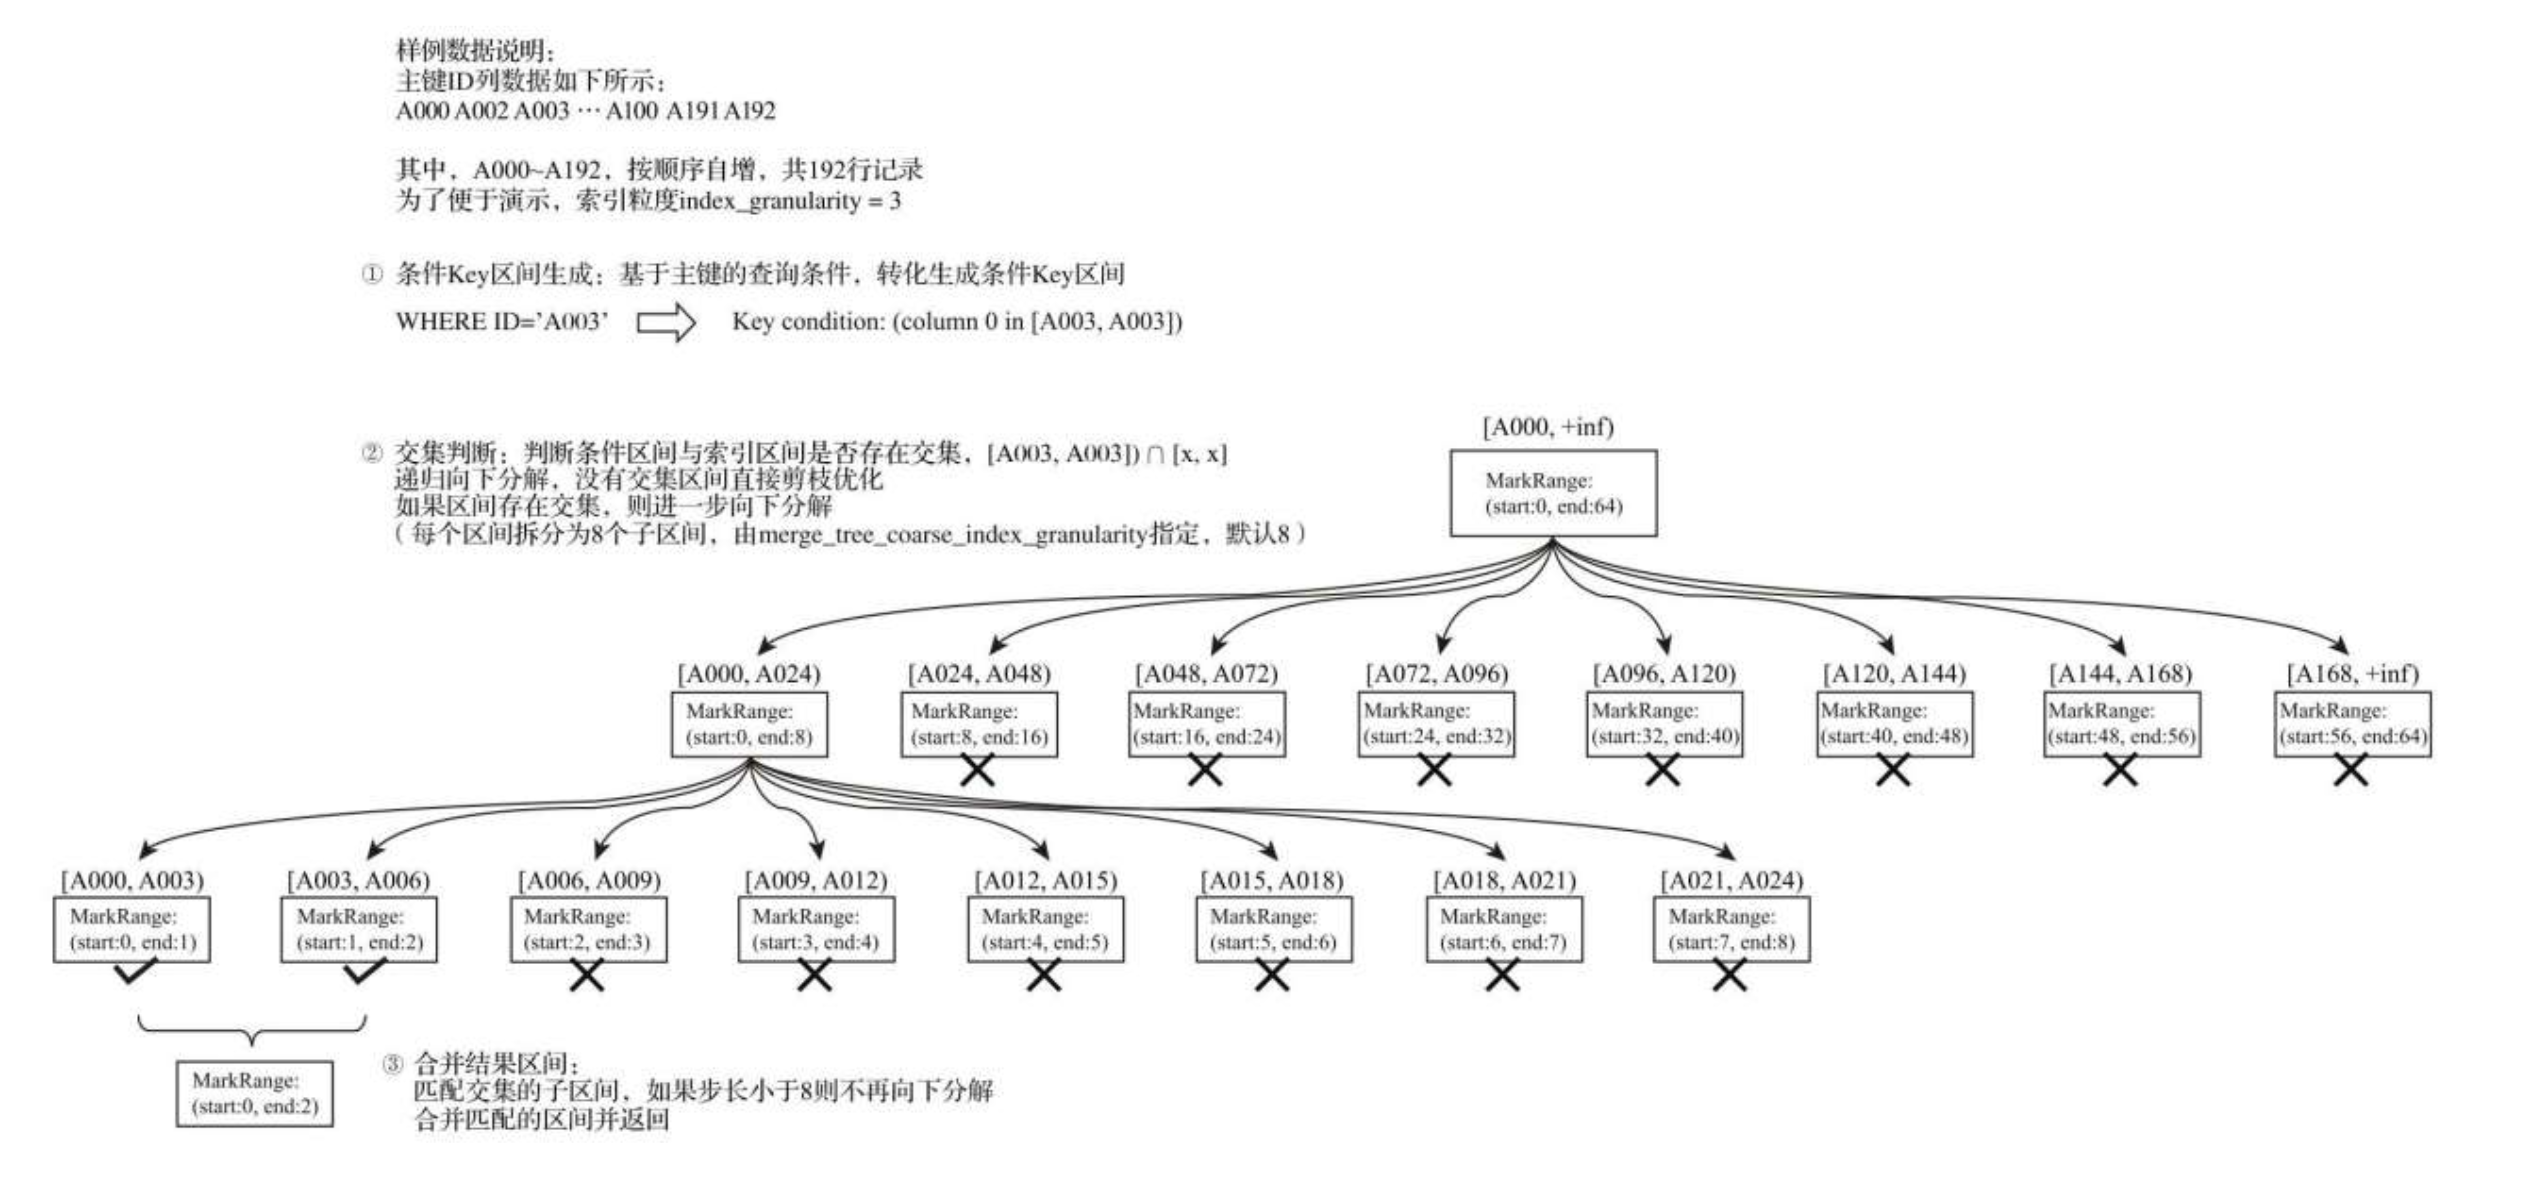 样例数据说明：
主键ID列数据如下所示：
A000 A002 A003 ··· A100 A191 A192
其中，A000~A192，按顺序自增，共192行记录
为了便于演示，索引粒度index_granularity = 3
① 条件Key区间生成：基于主键的查询条件，转化生成条件Key区间
WHERE ID=’A003’ Key condition: (column 0 in [A003, A003])
[A000, +inf)
MarkRange:
(start:0, end:64)
② 交集判断：判断条件区间与索引区间是否存在交集，[A003, A003]) ∩ [x, x]
递归向下分解，没有交集区间直接剪枝优化
如果区间存在交集，则进一步向下分解
（每个区间拆分为8个子区间，由merge_tree_coarse_index_granularity指定，默认8）
[A000, A024) [A024, A048) [A048, A072) [A072, A096) [A096, A120) [A120, A144) [A144, A168) [A168, +inf)
MarkRange: MarkRange: MarkRange: MarkRange: MarkRange: MarkRange: MarkRange: MarkRange:
(start:0, end:8) (start:8, end:16) (start:16, end:24) (start:24, end:32) (start:32, end:40) (start:40, end:48) (start:48, end:56) (start:56, end:64)
[A000, A003) [A003, A006) [A006, A009) [A009, A012) [A012, A015) [A015, A018) [A018, A021) [A021, A024)
MarkRange: MarkRange: MarkRange: MarkRange: MarkRange: MarkRange: MarkRange: MarkRange:
(start:0, end:1) (start:1, end:2) (start:2, end:3) (start:3, end:4) (start:4, end:5) (start:5, end:6) (start:6, end:7) (start:7, end:8)
MarkRange:
(start:0, end:2)
③ 合并结果区间：
匹配交集的子区间，如果步长小于8则不再向下分解
合并匹配的区间并返回